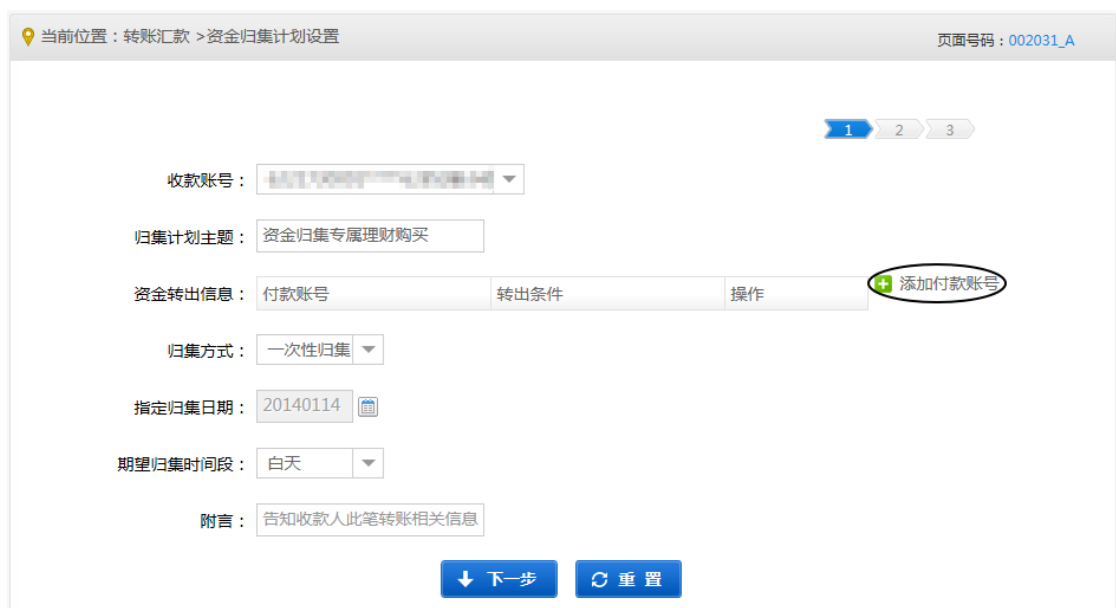 当前位置：转账汇款 >资金归集计划设置 页面号码：002031_A
1 2 3
收款账号：
归集计划主题： 资金归集专属理财购买
资金转出信息： 付款账号 转出条件 操作 添加付款账号
归集方式： 一次性归集
指定归集日期： 20140114
期望归集时间段： 白天
附言： 告知收款人此笔转账相关信息
下一步 重 置